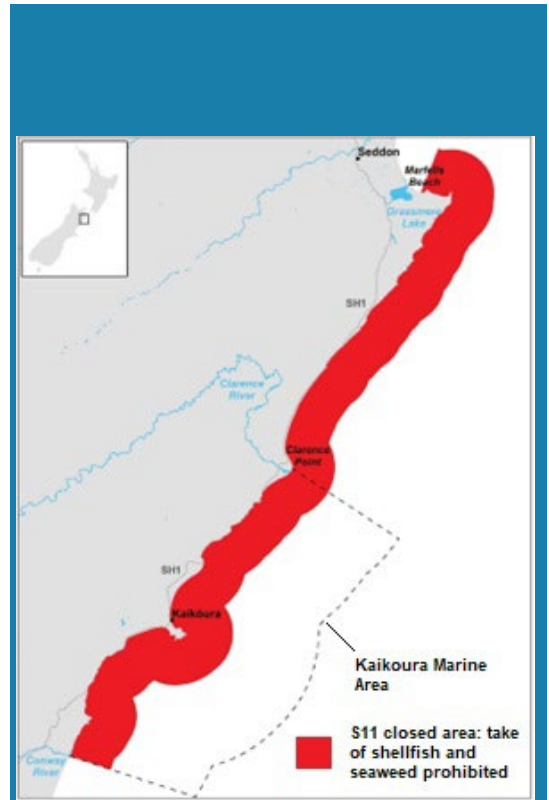 Seddon
Marfells
Beach
Grassmere
Lake
SH1
Clarence
River
Clarence
Point
SH1
Kaikoura
Kaikoura Marine
Area
S11 closed area: take
of shellfish and
seaweed prohibited
Conway
River